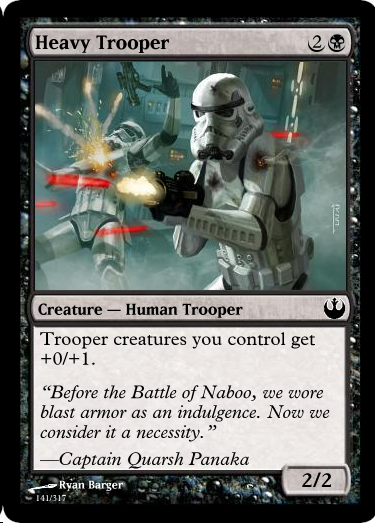 Heavy Trooper 2
Creature — Human Trooper
Trooper creatures you control get
+0/+1.
“Before the Battle of Naboo, we wore
blast armor as an indulgence. Now we
consider it a necessity.”
—Captain Quarsh Panaka
2/2
Ryan Barger
141/317